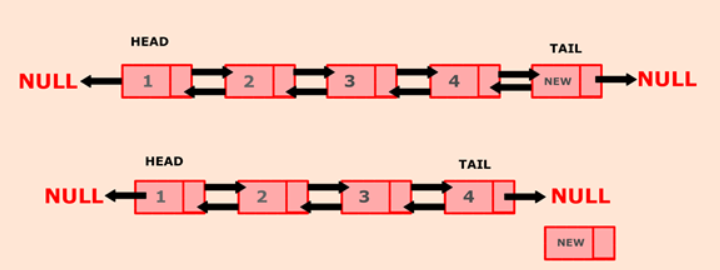 HEAD
TAIL
NULL 1 2 3 4 NEW NULL
HEAD
TAIL
NULL 1 2 3 4 NULL
NEW